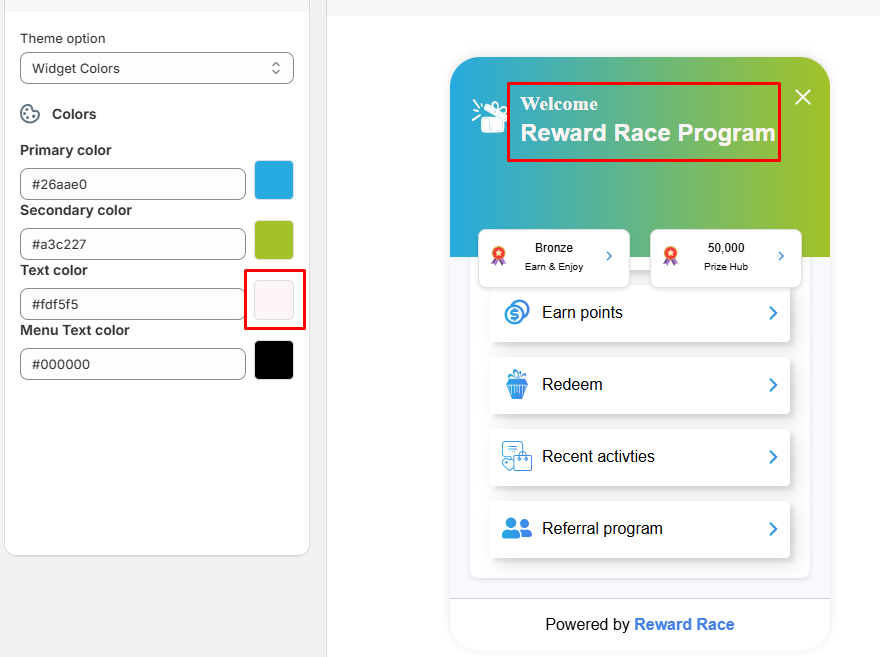 Theme option
Widget Colors
Colors
Primary color
#26aae0
Secondary color
#a3c227
Text color
#fdf5f5
Menu Text color
#000000
Welcome
Reward Race Program
Bronze
Earn & Enjoy
50,000
Prize Hub
Earn points
Redeem
Recent activties
Referral program
Powered by Reward Race